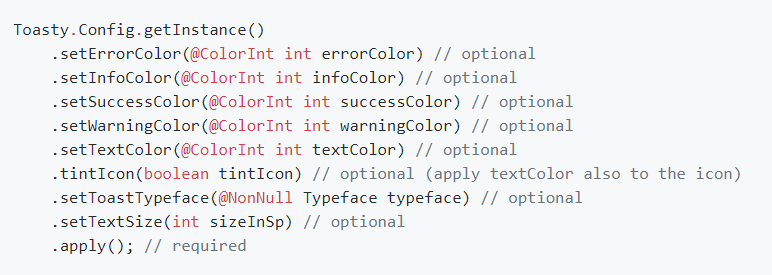 Toasty.Config.getInstance()
.setErrorColor(@ColorInt int errorColor) // optional
.setInfoColor(@ColorInt int infoColor) // optional
.setSuccessColor(@ColorInt int successColor) // optional
.setWarningColor(@ColorInt int warningColor) // optional
.setTextColor(@ColorInt int textColor) // optional
.tintIcon(boolean tintIcon) // optional (apply textColor also to the icon)
.setToastTypeface(@NonNull Typeface typeface) // optional
.setTextSize(int sizeInSp) // optional
.apply(); // required